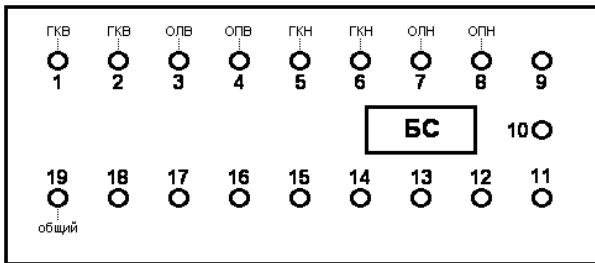 ГКВ ГКВ ОЛВ ОПВ ГКН ГКН ОЛН ОПН
1 2 3 4 5 6 7 8 9
БС 10
19 18 17 16 15 14 13 12 11
общий